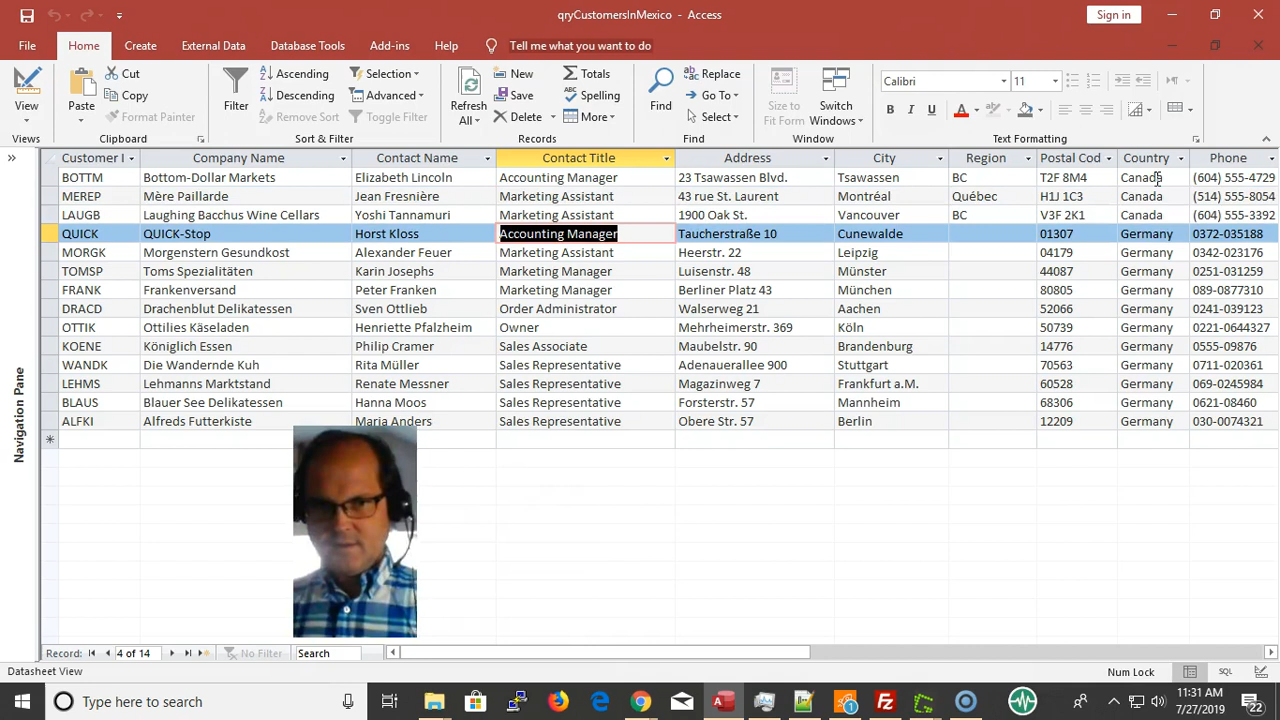 qryCustomersInMexico - Access
Sign in
File Home Create External Data Database Tools Add-ins Help Tell me what you want to do
View
Views
Paste
Cut
Copy
Format Painter
Clipboard
Filter
Ascending
Descending
Remove Sort
Selection
Advanced
Sort & Filter
Refresh All
New
Save
Delete
Totals
Spelling
More
Records
Find
Replace
Go To
Select
Find
Size to Fit Form
Switch Windows
Window
Calibri 11
B I U A
Text Formatting
Customer I Company Name Contact Name Contact Title Address City Region Postal Cod Country Phone
BOTTM Bottom-Dollar Markets Elizabeth Lincoln Accounting Manager 23 Tsawassen Blvd. Tsawassen BC T2F 8M4 Canada (604) 555-4729
MEREP Mère Paillarde Jean Fresnière Marketing Assistant 43 rue St. Laurent Montréal Québec H1J 1C3 Canada (514) 555-8054
LAUGB Laughing Bacchus Wine Cellars Yoshi Tannamuri Marketing Assistant 1900 Oak St. Vancouver BC V3F 2K1 Canada (604) 555-3392
QUICK QUICK-Stop Horst Kloss Accounting Manager Taucherstraße 10 Cunewalde 01307 Germany 0372-035188
MORGK Morgenstern Gesundkost Alexander Feuer Marketing Assistant Heerstr. 22 Leipzig 04179 Germany 0342-023176
TOMSP Toms Spezialitäten Karin Josephs Marketing Manager Luisenstr. 48 Münster 44087 Germany 0251-031259
FRANK Frankenversand Peter Franken Marketing Manager Berliner Platz 43 München 80805 Germany 089-0877310
DRACD Drachenblut Delikatessen Sven Ottlieb Order Administrator Walserweg 21 Aachen 52066 Germany 0241-039123
OTTIK Ottilies Käseladen Henriette Pfalzheim Owner Mehrheimerstr. 369 Köln 50739 Germany 0221-0644327
KOENE Königlich Essen Philip Cramer Sales Associate Maubelstr. 90 Brandenburg 14776 Germany 0555-09876
WANDK Die Wandernde Kuh Rita Müller Sales Representative Adenauerallee 900 Stuttgart 70563 Germany 0711-020361
LEHMS Lehmanns Marktstand Renate Messner Sales Representative Magazinweg 7 Frankfurt a.M. 60528 Germany 069-0245984
BLAUS Blauer See Delikatessen Hanna Moos Sales Representative Forsterstr. 57 Mannheim 68306 Germany 0621-08460
ALFKI Alfreds Futterkiste Maria Anders Sales Representative Obere Str. 57 Berlin 12209 Germany 030-0074321
Navigation Pane
Record: 4 of 14 No Filter Search
Datasheet View Num Lock SQL
Type here to search
11:31 AM
7/27/2019
22